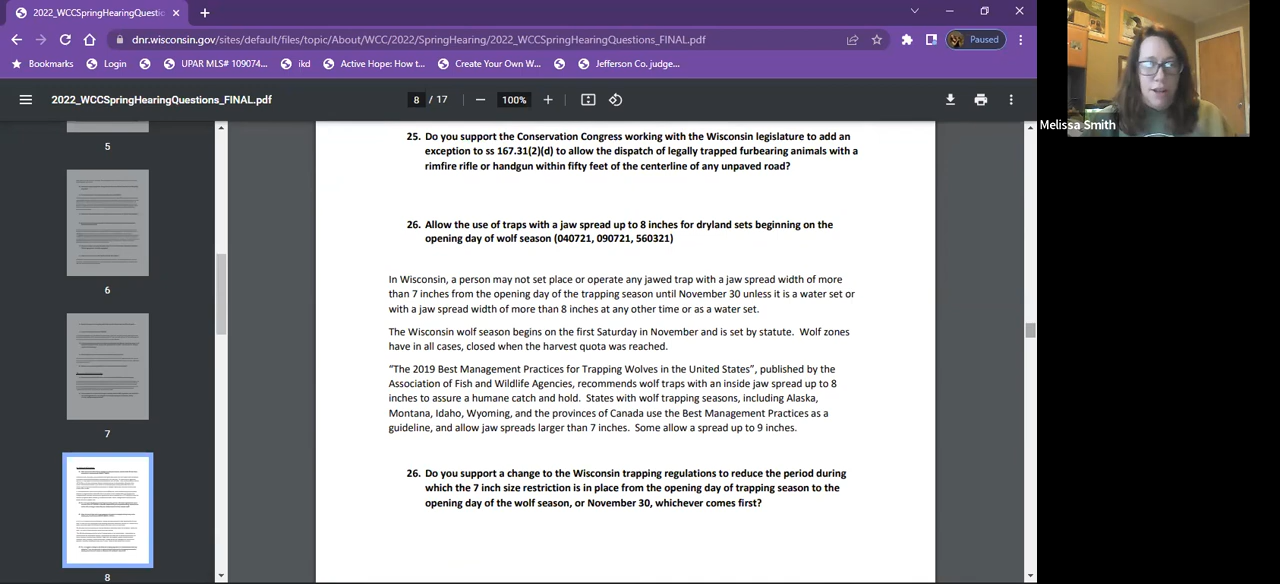 2022_WCCSpringHearingQuestio
dnr.wisconsin.gov/sites/default/files/topic/About/WCC/2022/SpringHearing/2022_WCCSpringHearingQuestions_FINAL.pdf
Paused
Bookmarks
Login
UPAR MLS# 109074...
ikd
Active Hope: How t...
Create Your Own W...
Jefferson Co. judge...
2022_WCCSpringHearingQuestions_FINAL.pdf
8 / 17
100%
Melissa Smith
5
6
7
8
25. Do you support the Conservation Congress working with the Wisconsin legislature to add an
exception to ss 167.31(2)(d) to allow the dispatch of legally trapped furbearing animals with a
rimfire rifle or handgun within fifty feet of the centerline of any unpaved road?
26. Allow the use of traps with a jaw spread up to 8 inches for dryland sets beginning on the
opening day of wolf season (040721, 090721, 560321)
In Wisconsin, a person may not set place or operate any jawed trap with a jaw spread width of more
than 7 inches from the opening day of the trapping season until November 30 unless it is a water set or
with a jaw spread width of more than 8 inches at any other time or as a water set.
The Wisconsin wolf season begins on the first Saturday in November and is set by statute. Wolf zones
have in all cases, closed when the harvest quota was reached.
“The 2019 Best Management Practices for Trapping Wolves in the United States”, published by the
Association of Fish and Wildlife Agencies, recommends wolf traps with an inside jaw spread up to 8
inches to assure a humane catch and hold. States with wolf trapping seasons, including Alaska,
Montana, Idaho, Wyoming, and the provinces of Canada use the Best Management Practices as a
guideline, and allow jaw spreads larger than 7 inches. Some allow a spread up to 9 inches.
26. Do you support a change to the Wisconsin trapping regulations to reduce the period during
which the 7 inch size restriction is in place from the opening day of trapping season to the
opening day of the wolf season, or November 30, whichever comes first?